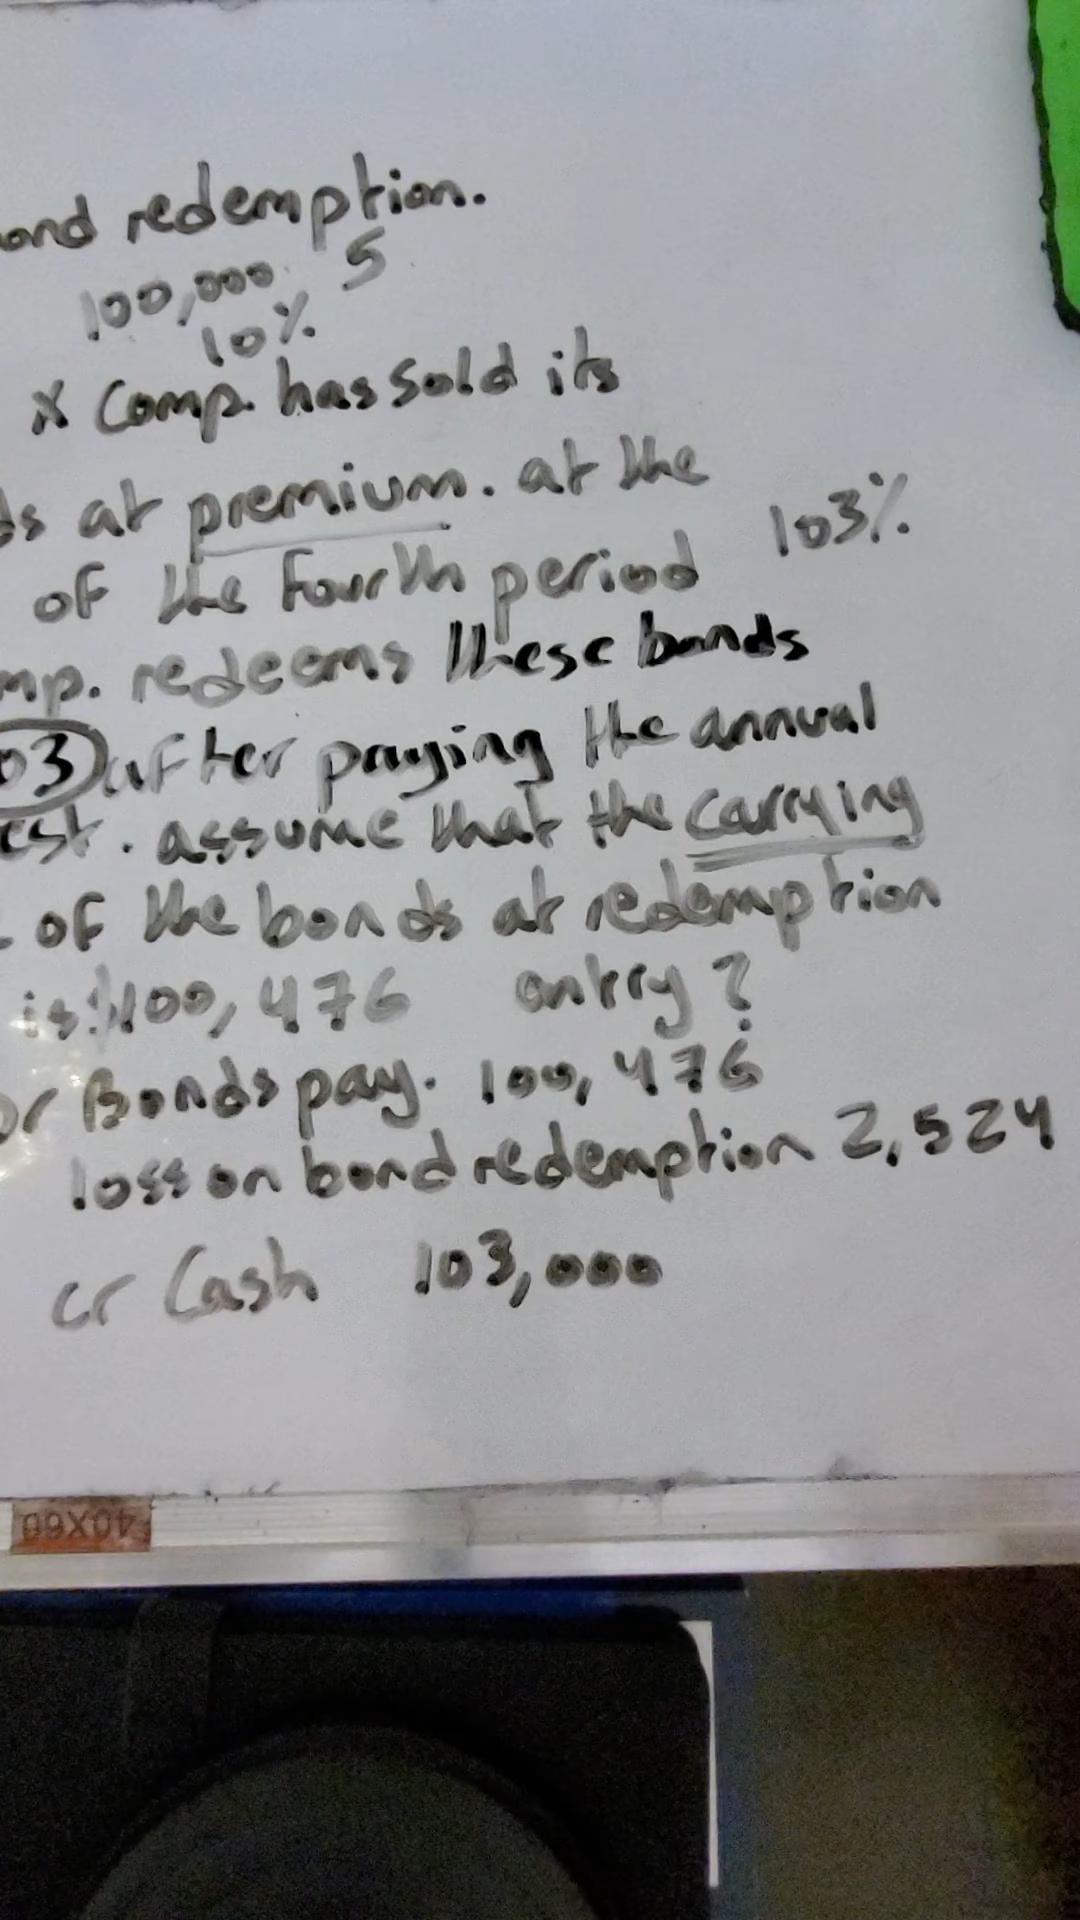 ond redemption.
100,000 5
10%
x Comp. has sold its
ds at premium. at the
103%
of the fourth period
mp. redeems these bonds
03 after paying the annual
est. assume that the carrying
of the bonds at redemption
is $100,476 entry?
Dr Bonds pay. 100,476
loss on bond redemption 2,524
cr Cash 103,000
40X60